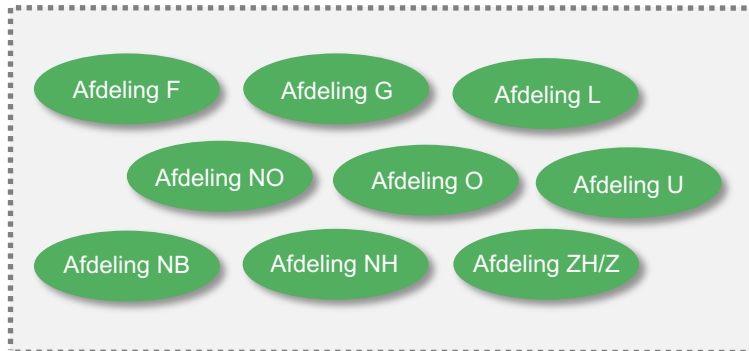 Afdeling F
Afdeling G
Afdeling L
Afdeling NO
Afdeling O
Afdeling U
Afdeling NB
Afdeling NH
Afdeling ZH/Z